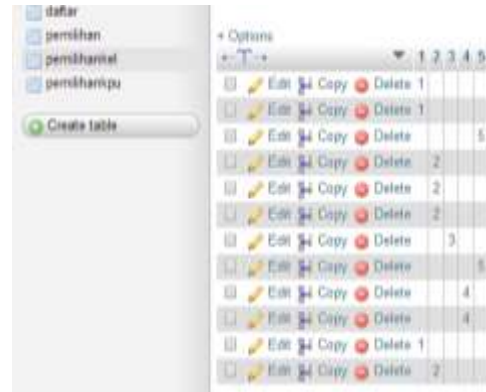 daftar
pemilihan
pemilihankel
pemilihankpu
Create table
+ Options
←T→ 1 2 3 4 5
Edit Copy Delete 1
Edit Copy Delete 1
Edit Copy Delete 5
Edit Copy Delete 2
Edit Copy Delete 2
Edit Copy Delete 2
Edit Copy Delete 3
Edit Copy Delete 5
Edit Copy Delete 4
Edit Copy Delete 4
Edit Copy Delete 1
Edit Copy Delete 2